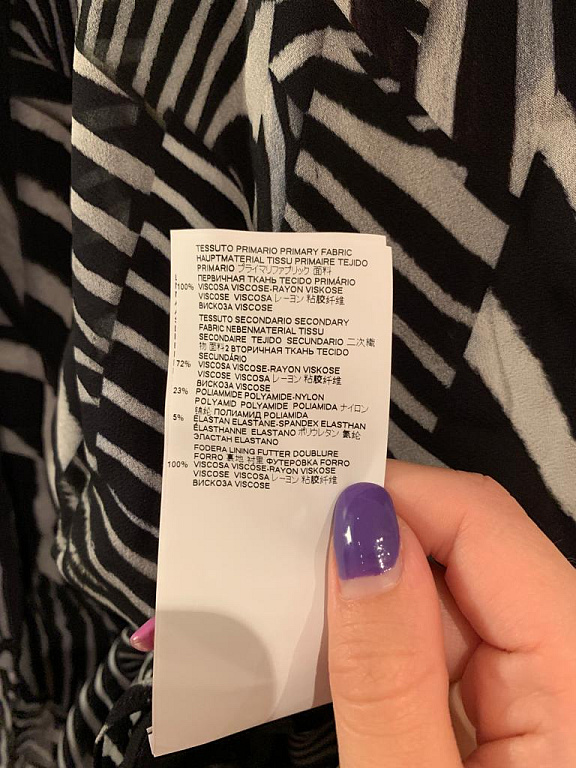 TESSUTO PRIMARIO PRIMARY FABRIC
HAUPTMATERIAL TISSU PRIMAIRE TEJIDO
PRIMARIO プライマリファブリック 面料
ПЕРВИЧНАЯ ТКАНЬ TECIDO PRIMÁRIO
100% VISCOSA VISCOSE-RAYON VISKOSE
VISCOSE VISCOSA レーヨン 粘胶纤维
ВИСКОЗА VISCOSE
TESSUTO SECONDARIO SECONDARY
FABRIC NEBENMATERIAL TISSU
SECONDAIRE TEJIDO SECUNDARIO 二次織
物 面料2 ВТОРИЧНАЯ ТКАНЬ TECIDO
SECUNDÁRIO
72% VISCOSA VISCOSE-RAYON VISKOSE
VISCOSE VISCOSA レーヨン 粘胶纤维
ВИСКОЗА VISCOSE
23% POLIAMMIDE POLYAMIDE-NYLON
POLYAMID POLYAMIDE POLIAMIDA ナイロン
锦纶 ПОЛИАМИД POLIAMIDA
5% ELASTAN ELASTANE-SPANDEX ELASTHAN
ÉLASTHANNE ELASTANO ポリウレタン 氨纶
ЭЛАСТАН ELASTANO
FODERA LINING FUTTER DOUBLURE
FORRO 裏地 衬里 ФУТЕРОВКА FORRO
100% VISCOSA VISCOSE-RAYON VISKOSE
VISCOSE VISCOSA レーヨン 粘胶纤维
ВИСКОЗА VISCOSE